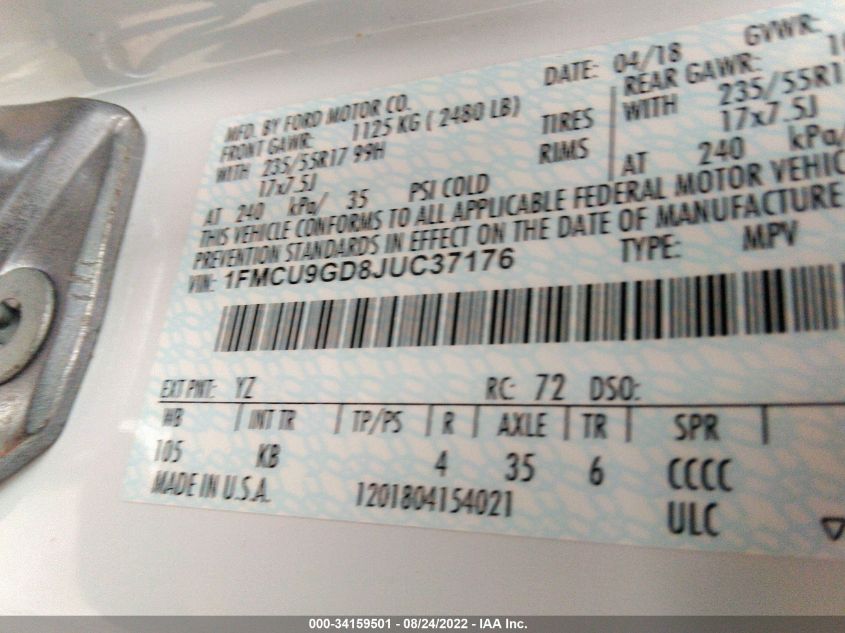 MFD. BY FORD MOTOR CO. DATE: 04/18 GVWR:
FRONT GAWR: 1125 KG ( 2480 LB) REAR GAWR:
WITH 235/55R17 99H TIRES WITH 235/55R1
17x7.5J RIMS 17x7.5J
AT 240 kPa/ 35 PSI COLD AT 240 kPa/
THIS VEHICLE CONFORMS TO ALL APPLICABLE FEDERAL MOTOR VEHIC
PREVENTION STANDARDS IN EFFECT ON THE DATE OF MANUFACTURE
VIN: 1FMCU9GD8JUC37176 TYPE: MPV
EXT PNT: YZ RC: 72 DSO:
WB INT TR TP/PS R AXLE TR SPR
105 KB 4 35 6 CCCC
MADE IN U.S.A. 1201804154021 ULC
000-34159501 - 08/24/2022 - IAA Inc.